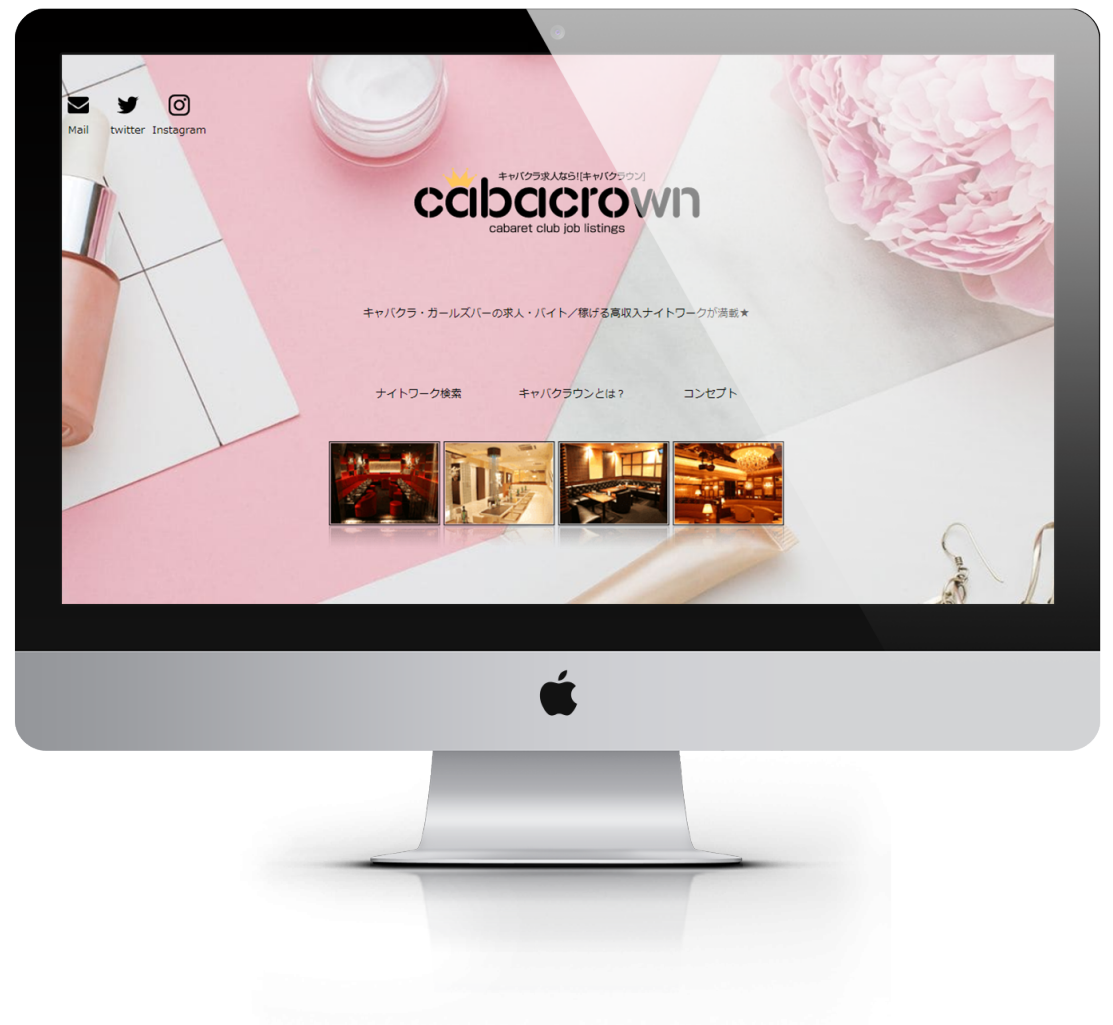 Mail twitter Instagram
キャバクラ求人なら![キャバクラウン]
cabacrown
cabaret club job listings
キャバクラ・ガールズバーの求人・バイト／稼げる高収入ナイトワークが満載★
ナイトワーク検索 キャバクラウンとは？ コンセプト